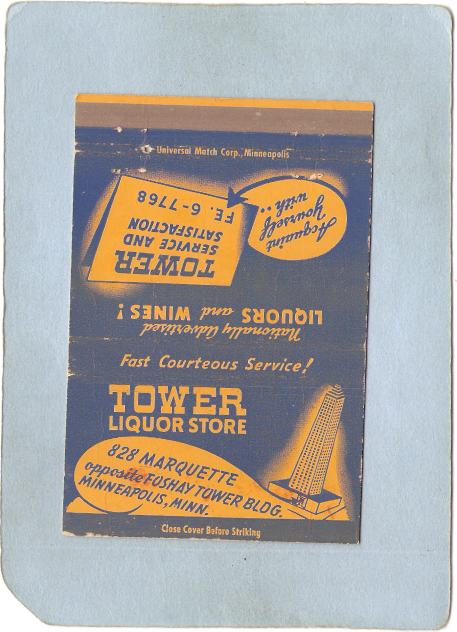 Universal Match Corp., Minneapolis
Acquaint
yourself
with..
TOWER
SERVICE AND
SATISFACTION
FE. 6-7768
Nationally Advertised
LIQUORS and WINES!
Fast Courteous Service!
TOWER
LIQUOR STORE
828 MARQUETTE
opposite FOSHAY TOWER BLDG.
MINNEAPOLIS, MINN.
Close Cover Before Striking